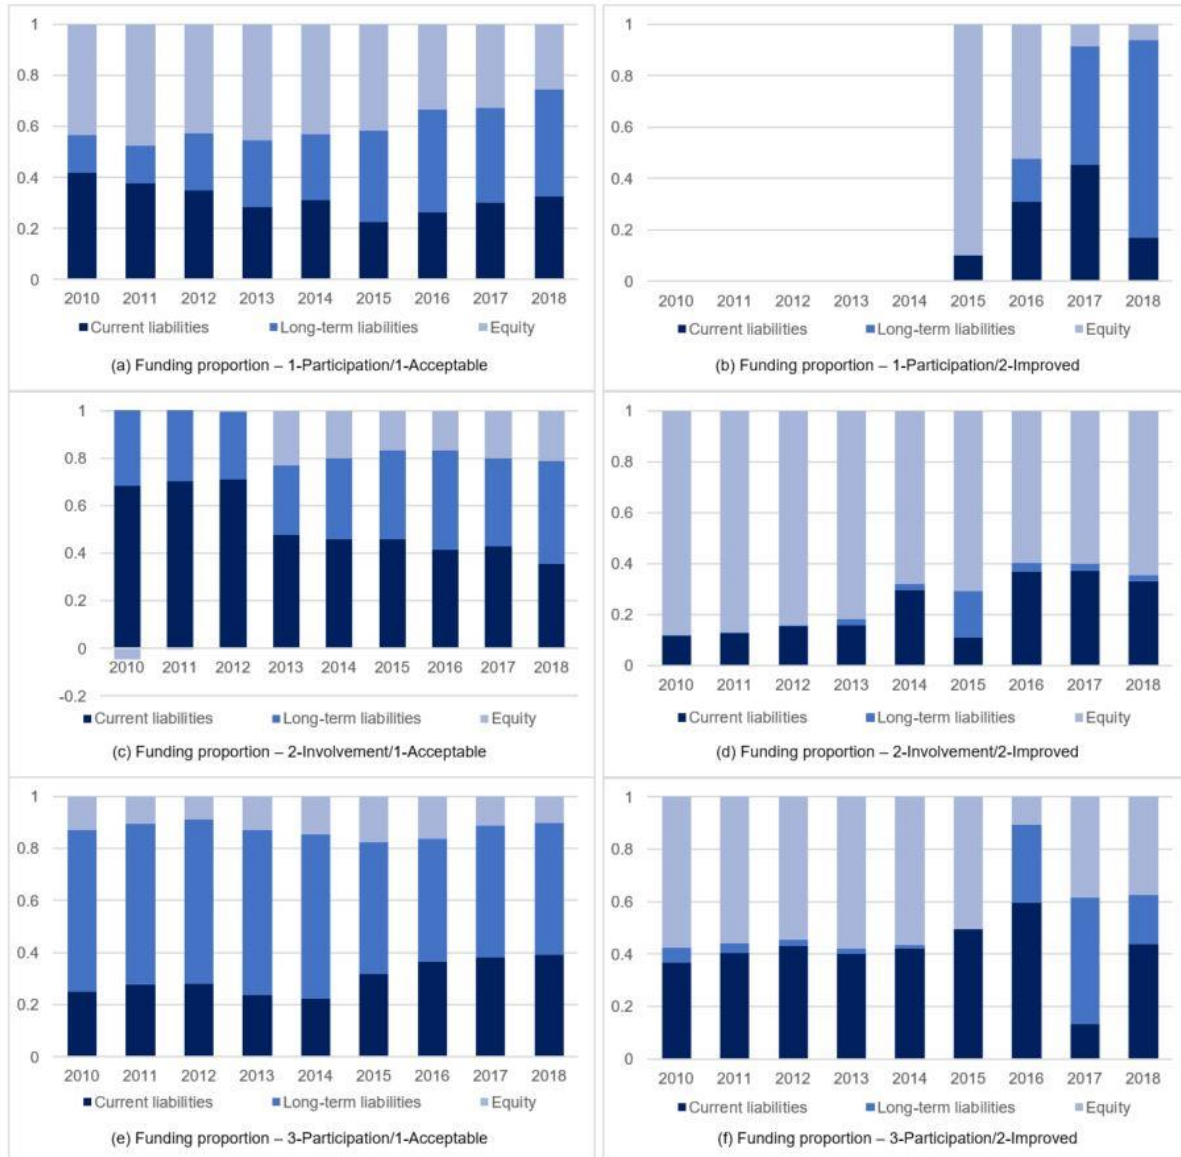 1
0.8
0.6
0.4
0.2
0
2010 2011 2012 2013 2014 2015 2016 2017 2018
Current liabilities Long-term liabilities Equity
(a) Funding proportion – 1-Participation/1-Acceptable
1
0.8
0.6
0.4
0.2
0
2010 2011 2012 2013 2014 2015 2016 2017 2018
Current liabilities Long-term liabilities Equity
(b) Funding proportion – 1-Participation/2-Improved
1
0.8
0.6
0.4
0.2
0
2010 2011 2012 2013 2014 2015 2016 2017 2018
-0.2
Current liabilities Long-term liabilities Equity
(c) Funding proportion – 2-Involvement/1-Acceptable
1
0.8
0.6
0.4
0.2
0
2010 2011 2012 2013 2014 2015 2016 2017 2018
Current liabilities Long-term liabilities Equity
(d) Funding proportion – 2-Involvement/2-Improved
1
0.8
0.6
0.4
0.2
0
2010 2011 2012 2013 2014 2015 2016 2017 2018
Current liabilities Long-term liabilities Equity
(e) Funding proportion – 3-Participation/1-Acceptable
1
0.8
0.6
0.4
0.2
0
2010 2011 2012 2013 2014 2015 2016 2017 2018
Current liabilities Long-term liabilities Equity
(f) Funding proportion – 3-Participation/2-Improved